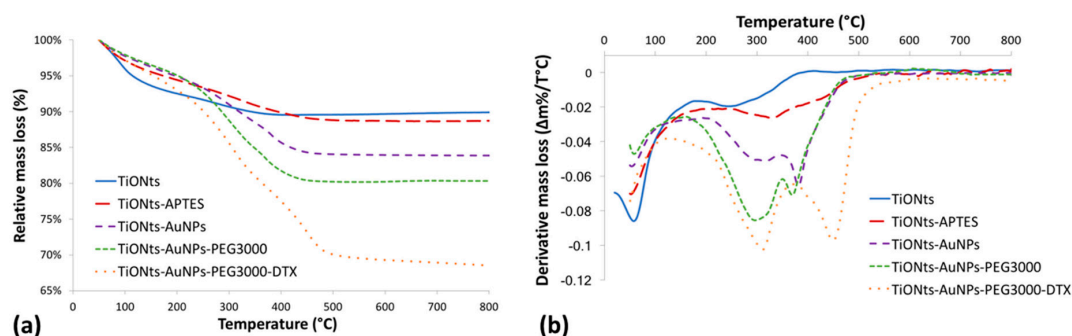 100%
95%
90%
85%
80%
75%
70%
65%
Relative mass loss (%)
TiONts
TiONts-APTES
TiONts-AuNPs
TiONts-AuNPs-PEG3000
TiONts-AuNPs-PEG3000-DTX
0 100 200 300 400 500 600 700 800
Temperature (°C)
(a)
Temperature (°C)
0 100 200 300 400 500 600 700 800
0
-0.02
-0.04
-0.06
-0.08
-0.1
-0.12
Derivative mass loss (Δm%/T°C)
TiONts
TiONts-APTES
TiONts-AuNPs
TiONts-AuNPs-PEG3000
TiONts-AuNPs-PEG3000-DTX
(b)